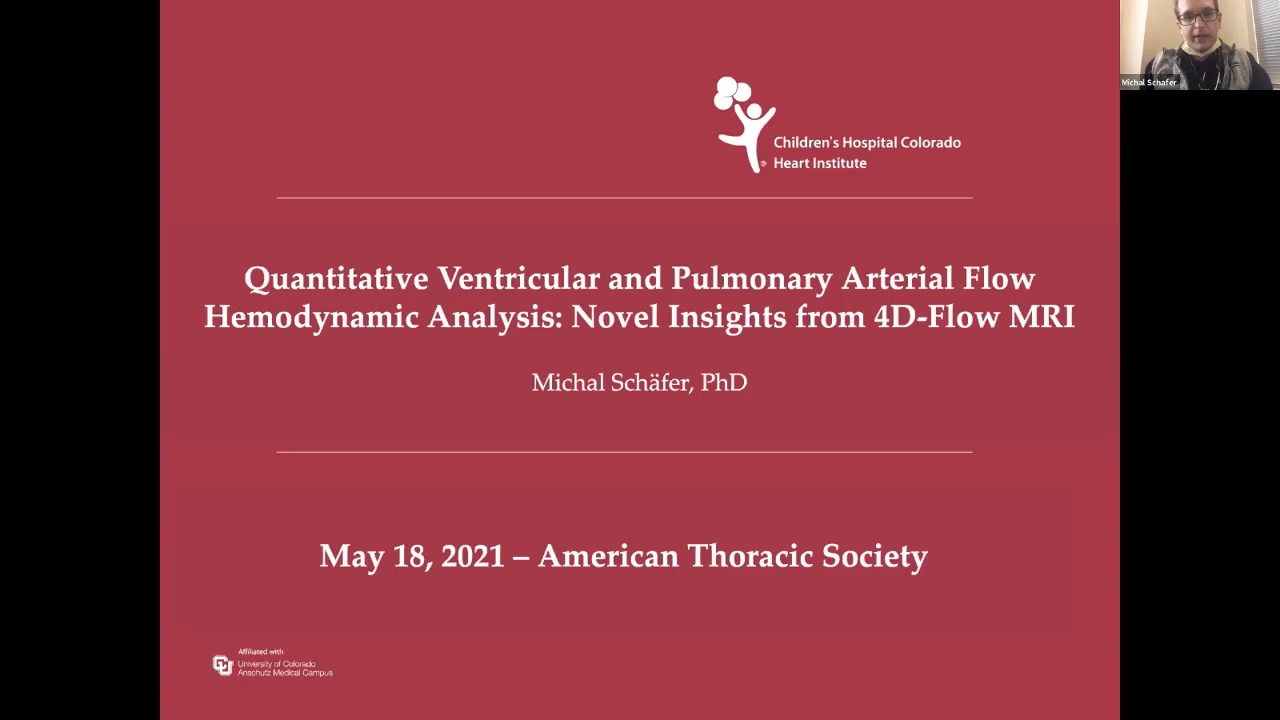 Michal Schafer
Children's Hospital Colorado
Heart Institute
Quantitative Ventricular and Pulmonary Arterial Flow
Hemodynamic Analysis: Novel Insights from 4D-Flow MRI
Michal Schäfer, PhD
May 18, 2021 – American Thoracic Society
Affiliated with
University of Colorado
Anschutz Medical Campus